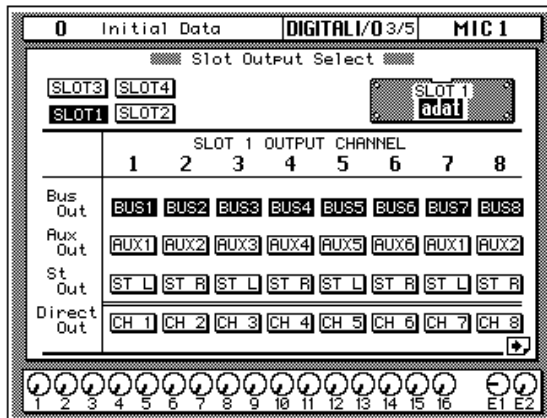 0 Initial Data DIGITAL I/O 3/5 MIC 1
Slot Output Select
SLOT3 SLOT4
SLOT1 SLOT2
SLOT 1
adat
SLOT 1 OUTPUT CHANNEL
1 2 3 4 5 6 7 8
Bus Out BUS1 BUS2 BUS3 BUS4 BUS5 BUS6 BUS7 BUS8
Aux Out AUX1 AUX2 AUX3 AUX4 AUX5 AUX6 AUX1 AUX2
St Out ST L ST R ST L ST R ST L ST R ST L ST R
Direct Out CH 1 CH 2 CH 3 CH 4 CH 5 CH 6 CH 7 CH 8
1 2 3 4 5 6 7 8 9 10 11 12 13 14 15 16 E1 E2